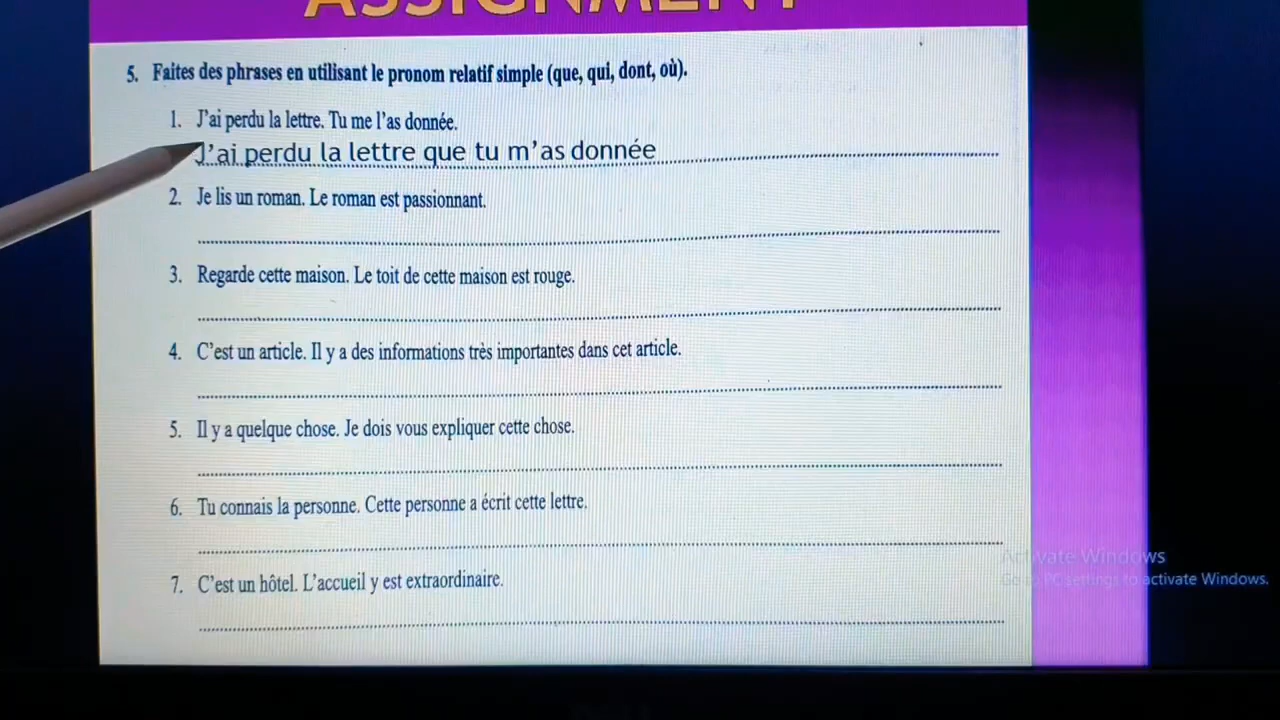 ASSIGNMENT
5. Faites des phrases en utilisant le pronom relatif simple (que, qui, dont, où).
1. J'ai perdu la lettre. Tu me l'as donnée.
J'ai perdu la lettre que tu m'as donnée
2. Je lis un roman. Le roman est passionnant.
3. Regarde cette maison. Le toit de cette maison est rouge.
4. C'est un article. Il y a des informations très importantes dans cet article.
5. Il y a quelque chose. Je dois vous expliquer cette chose.
6. Tu connais la personne. Cette personne a écrit cette lettre.
7. C'est un hôtel. L'accueil y est extraordinaire.
Activate Windows
Go to PC settings to activate Windows.